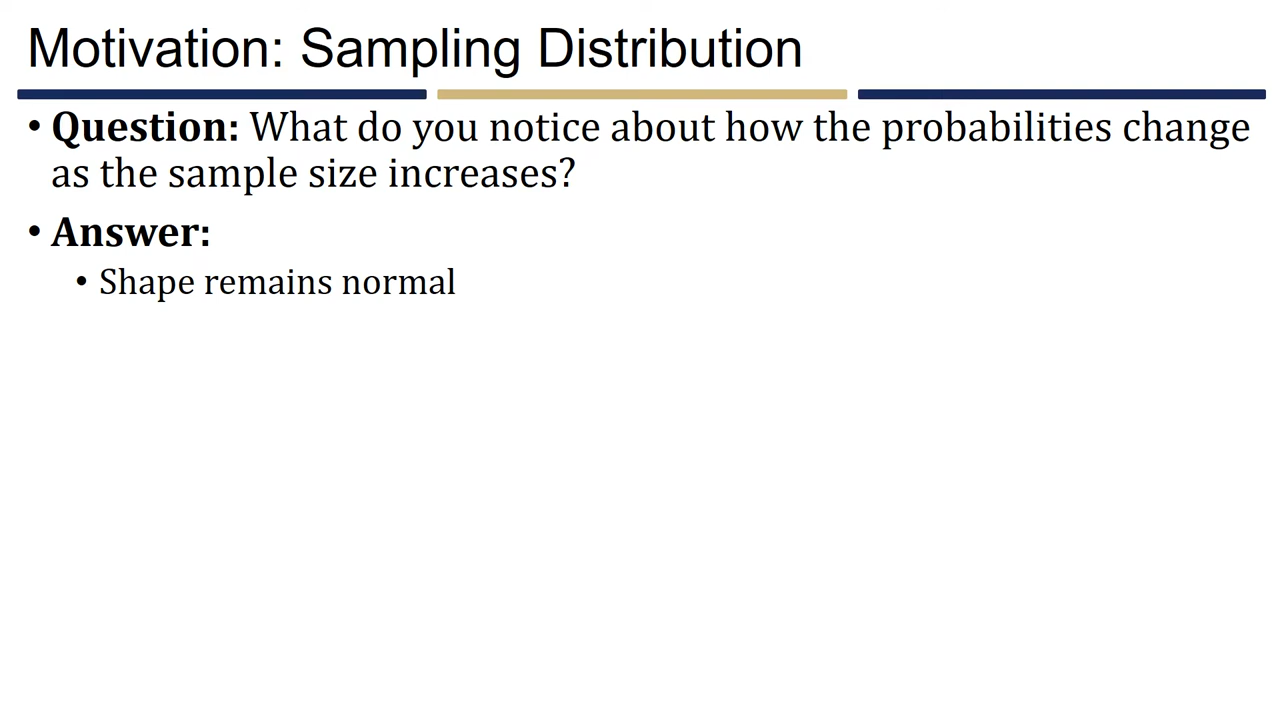 Motivation: Sampling Distribution
• Question: What do you notice about how the probabilities change
as the sample size increases?
• Answer:
• Shape remains normal